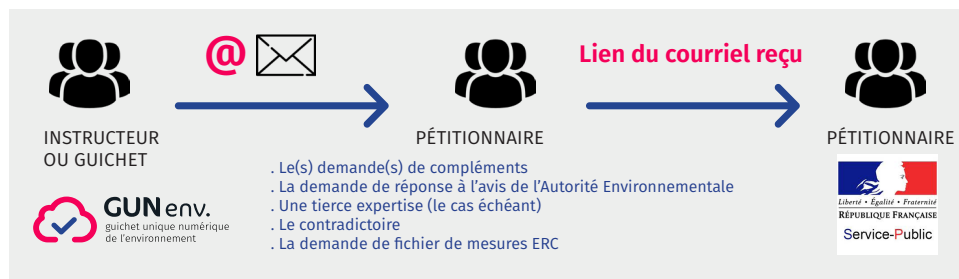 @
Lien du courriel reçu
INSTRUCTEUR
OU GUICHET
PÉTITIONNAIRE
PÉTITIONNAIRE
. Le(s) demande(s) de compléments
. La demande de réponse à l'avis de l'Autorité Environnementale
. Une tierce expertise (le cas échéant)
. Le contradictoire
. La demande de fichier de mesures ERC
GUN env.
guichet unique numérique
de l'environnement
Liberté • Égalité • Fraternité
RÉPUBLIQUE FRANÇAISE
Service-Public